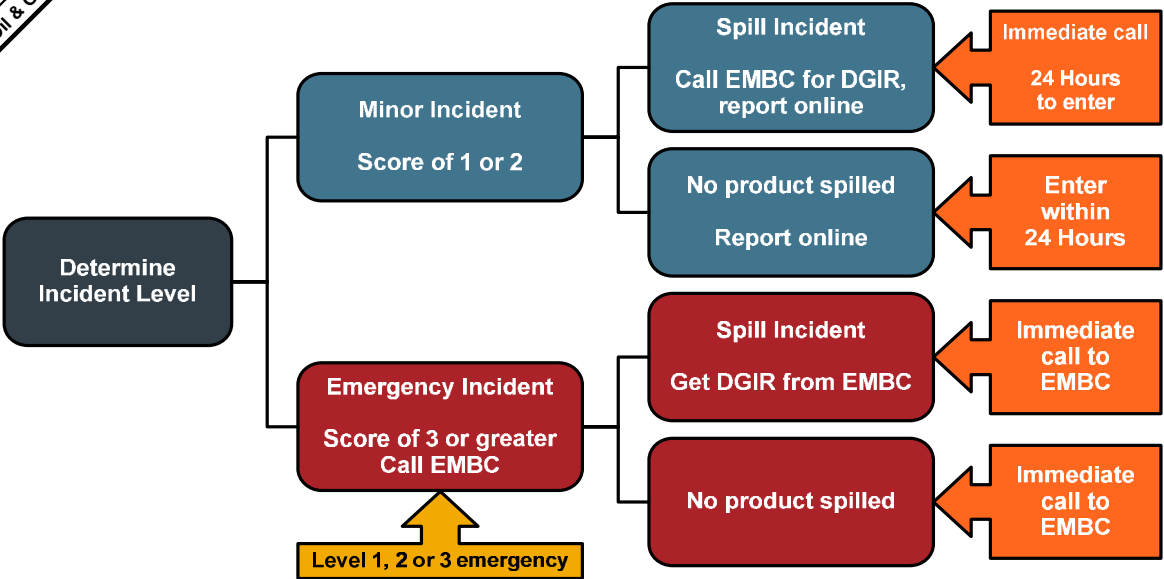 Oil &
Determine
Incident Level
Minor Incident
Score of 1 or 2
Emergency Incident
Score of 3 or greater
Call EMBC
Level 1, 2 or 3 emergency
Spill Incident
Call EMBC for DGIR,
report online
Immediate call
24 Hours
to enter
No product spilled
Report online
Enter
within
24 Hours
Spill Incident
Get DGIR from EMBC
Immediate
call to
EMBC
No product spilled
Immediate
call to
EMBC